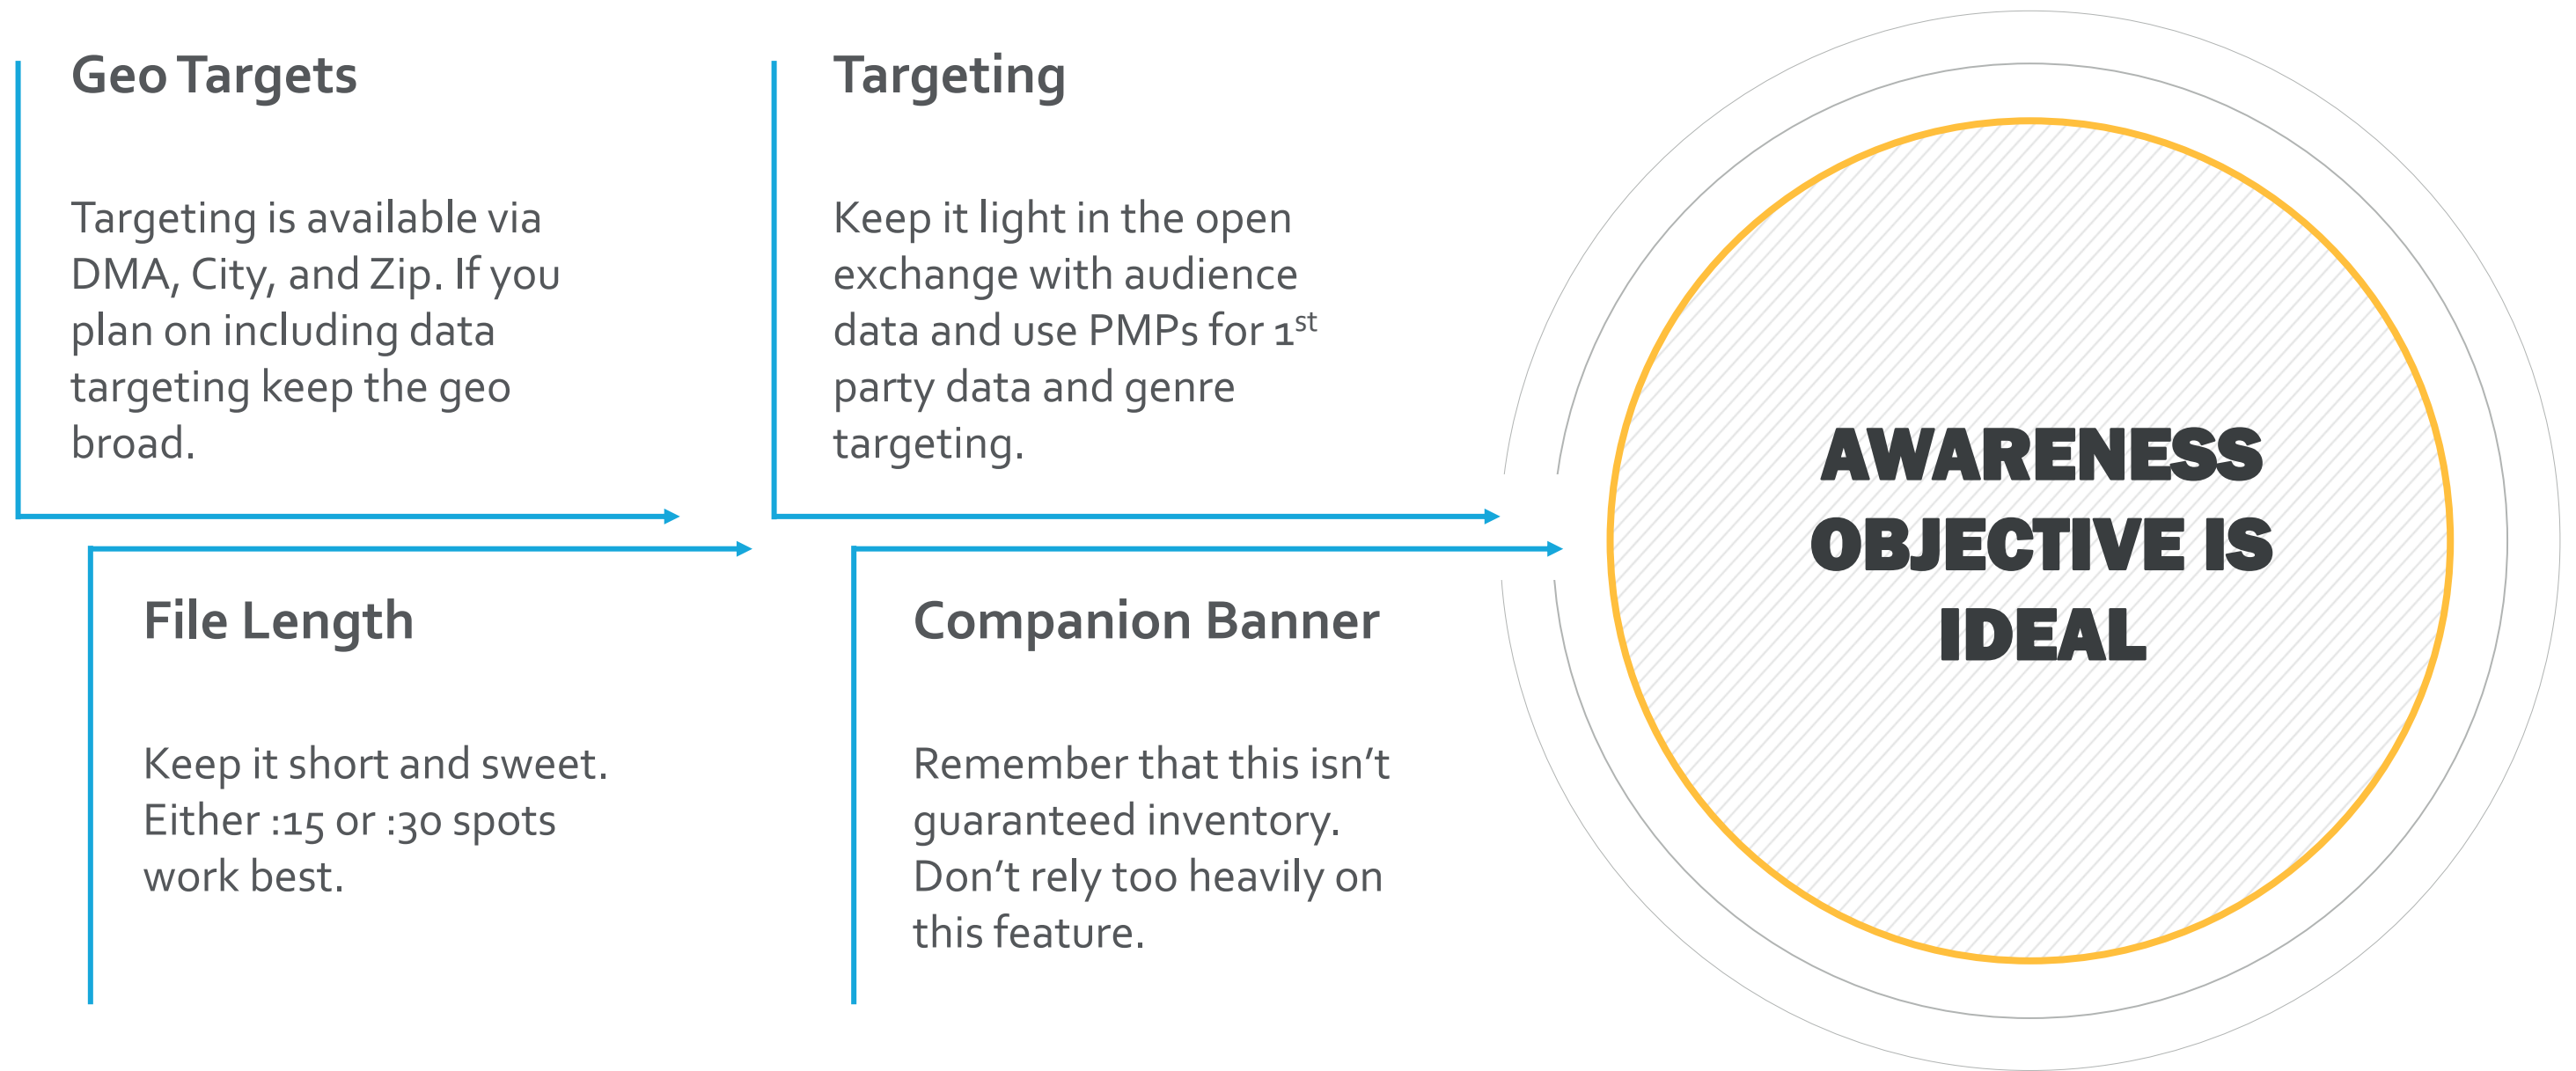 Geo Targets
Targeting is available via
DMA, City, and Zip. If you
plan on including data
targeting keep the geo
broad.
Targeting
Keep it light in the open
exchange with audience
data and use PMPs for 1st
party data and genre
targeting.
File Length
Keep it short and sweet.
Either :15 or :30 spots
work best.
Companion Banner
Remember that this isn’t
guaranteed inventory.
Don’t rely too heavily on
this feature.
AWARENESS
OBJECTIVE IS
IDEAL